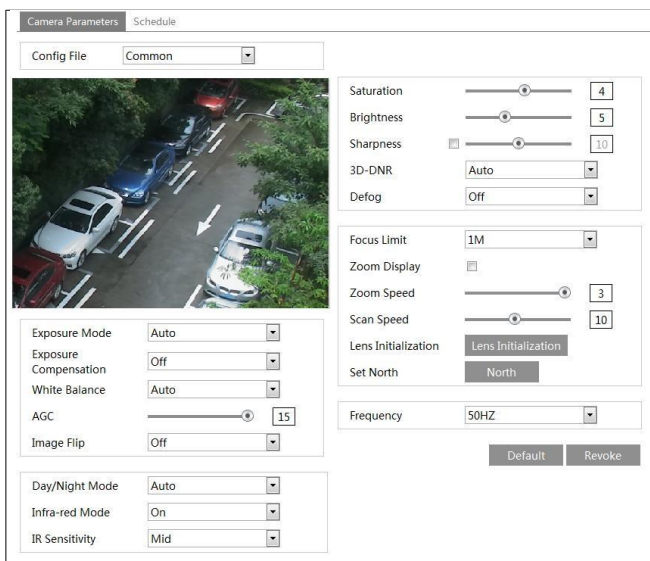 Camera Parameters Schedule
Config File Common
Saturation 4
Brightness 5
Sharpness 10
3D-DNR Auto
Defog Off
Focus Limit 1M
Zoom Display
Zoom Speed 3
Scan Speed 10
Lens Initialization Lens Initialization
Set North North
Frequency 50HZ
Default Revoke
Exposure Mode Auto
Exposure
Compensation Off
White Balance Auto
AGC 15
Image Flip Off
Day/Night Mode Auto
Infra-red Mode On
IR Sensitivity Mid